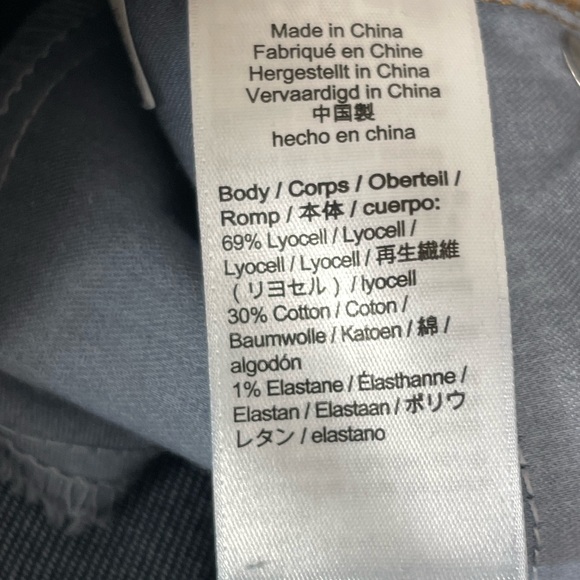 Made in China
Fabriqué en Chine
Hergestellt in China
Vervaardigd in China
中国製
hecho en china
Body / Corps / Oberteil /
Romp / 本体 / cuerpo:
69% Lyocell / Lyocell /
Lyocell / Lyocell / 再生繊維
( リヨセル ) / lyocell
30% Cotton / Coton /
Baumwolle / Katoen / 綿 /
algodón
1% Elastane / Élasthanne /
Elastan / Elastaan / ポリウ
レタン / elastano